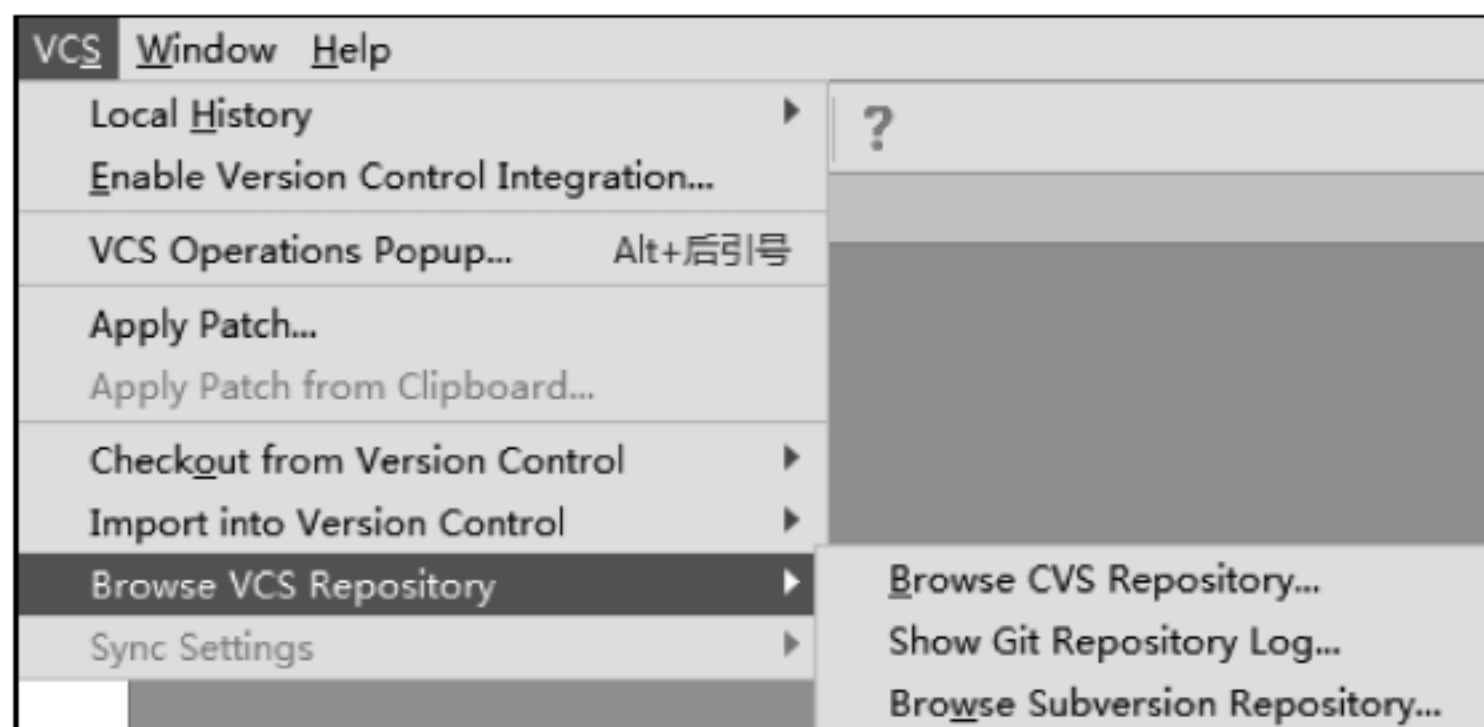 VCS Window Help
Local History
?
Enable Version Control Integration...
VCS Operations Popup... Alt+后引号
Apply Patch...
Apply Patch from Clipboard...
Checkout from Version Control
Import into Version Control
Browse VCS Repository
Sync Settings
Browse CVS Repository...
Show Git Repository Log...
Browse Subversion Repository...